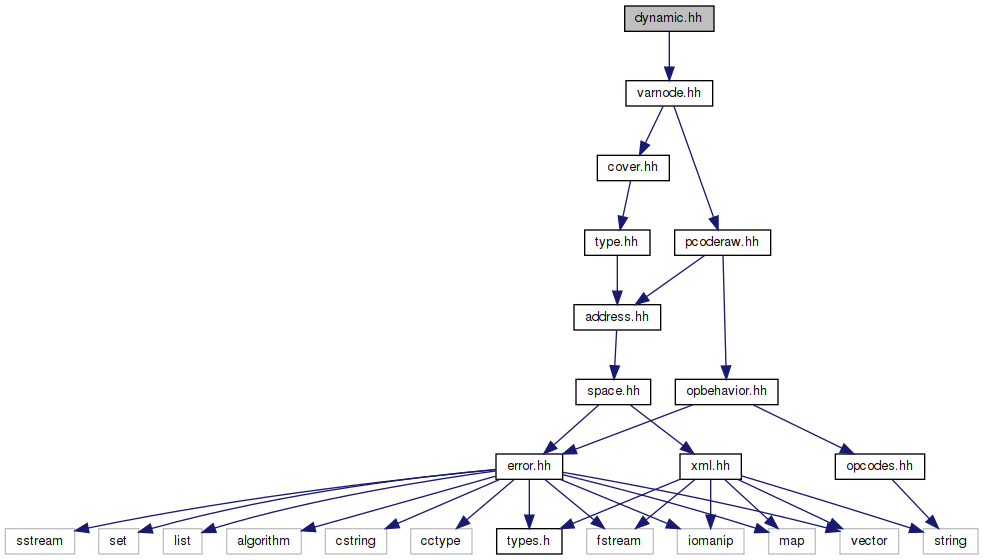 dynamic.hh
varnode.hh
cover.hh
type.hh
pcoderaw.hh
address.hh
space.hh
opbehavior.hh
error.hh
xml.hh
opcodes.hh
sstream
set
list
algorithm
cstring
cctype
types.h
fstream
iomanip
map
vector
string